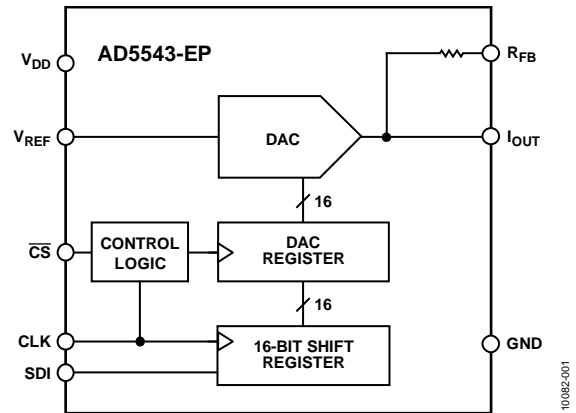 AD5543-EP
VDD
RFB
VREF
DAC
IOUT
16
CS
CONTROL
LOGIC
DAC
REGISTER
16
CLK
16-BIT SHIFT
REGISTER
GND
SDI
10082-001